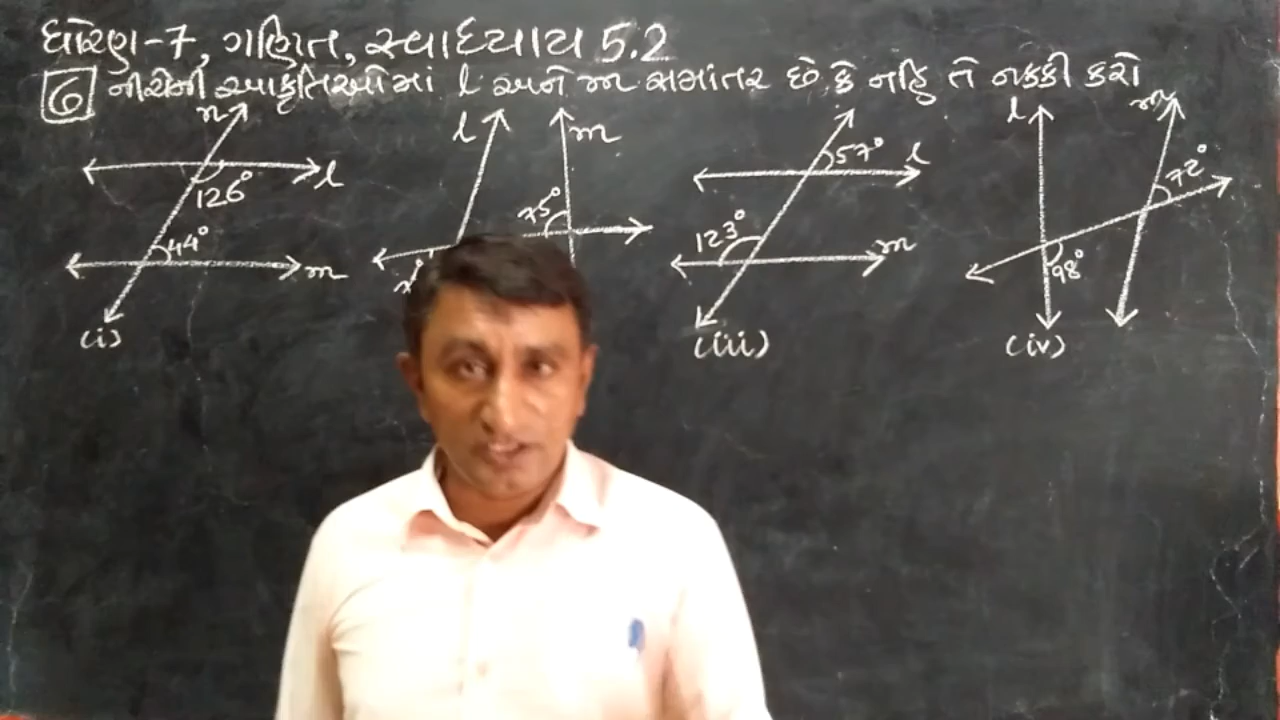 ધોરણ-7, ગણિત, સ્વાધ્યાય 5.2
6 નીચેની આકૃતિઓમાં l અને m સમાંતર છે કે નહિ તે નક્કી કરો
n l 126° 44° m (i)
l m 75°
57° l 123° m (iii)
l m 72° 98° (iv)